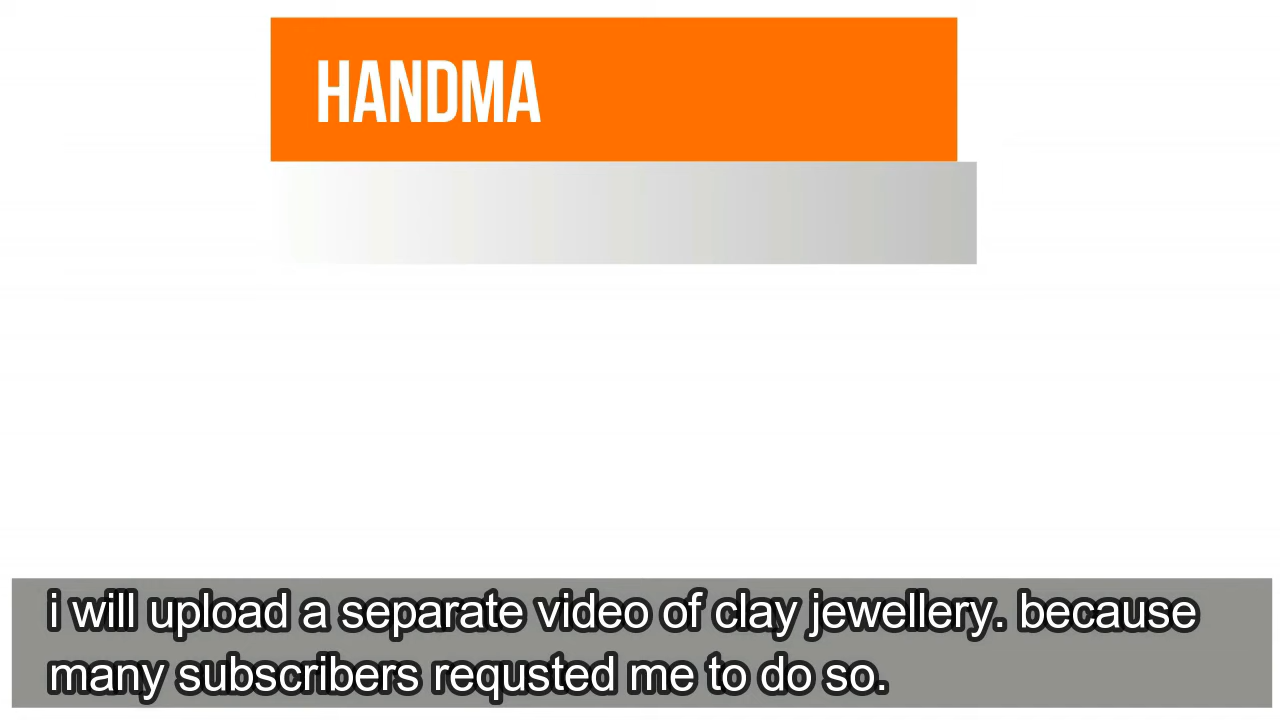 HANDMA
i will upload a separate video of clay jewellery. because
many subscribers requsted me to do so.